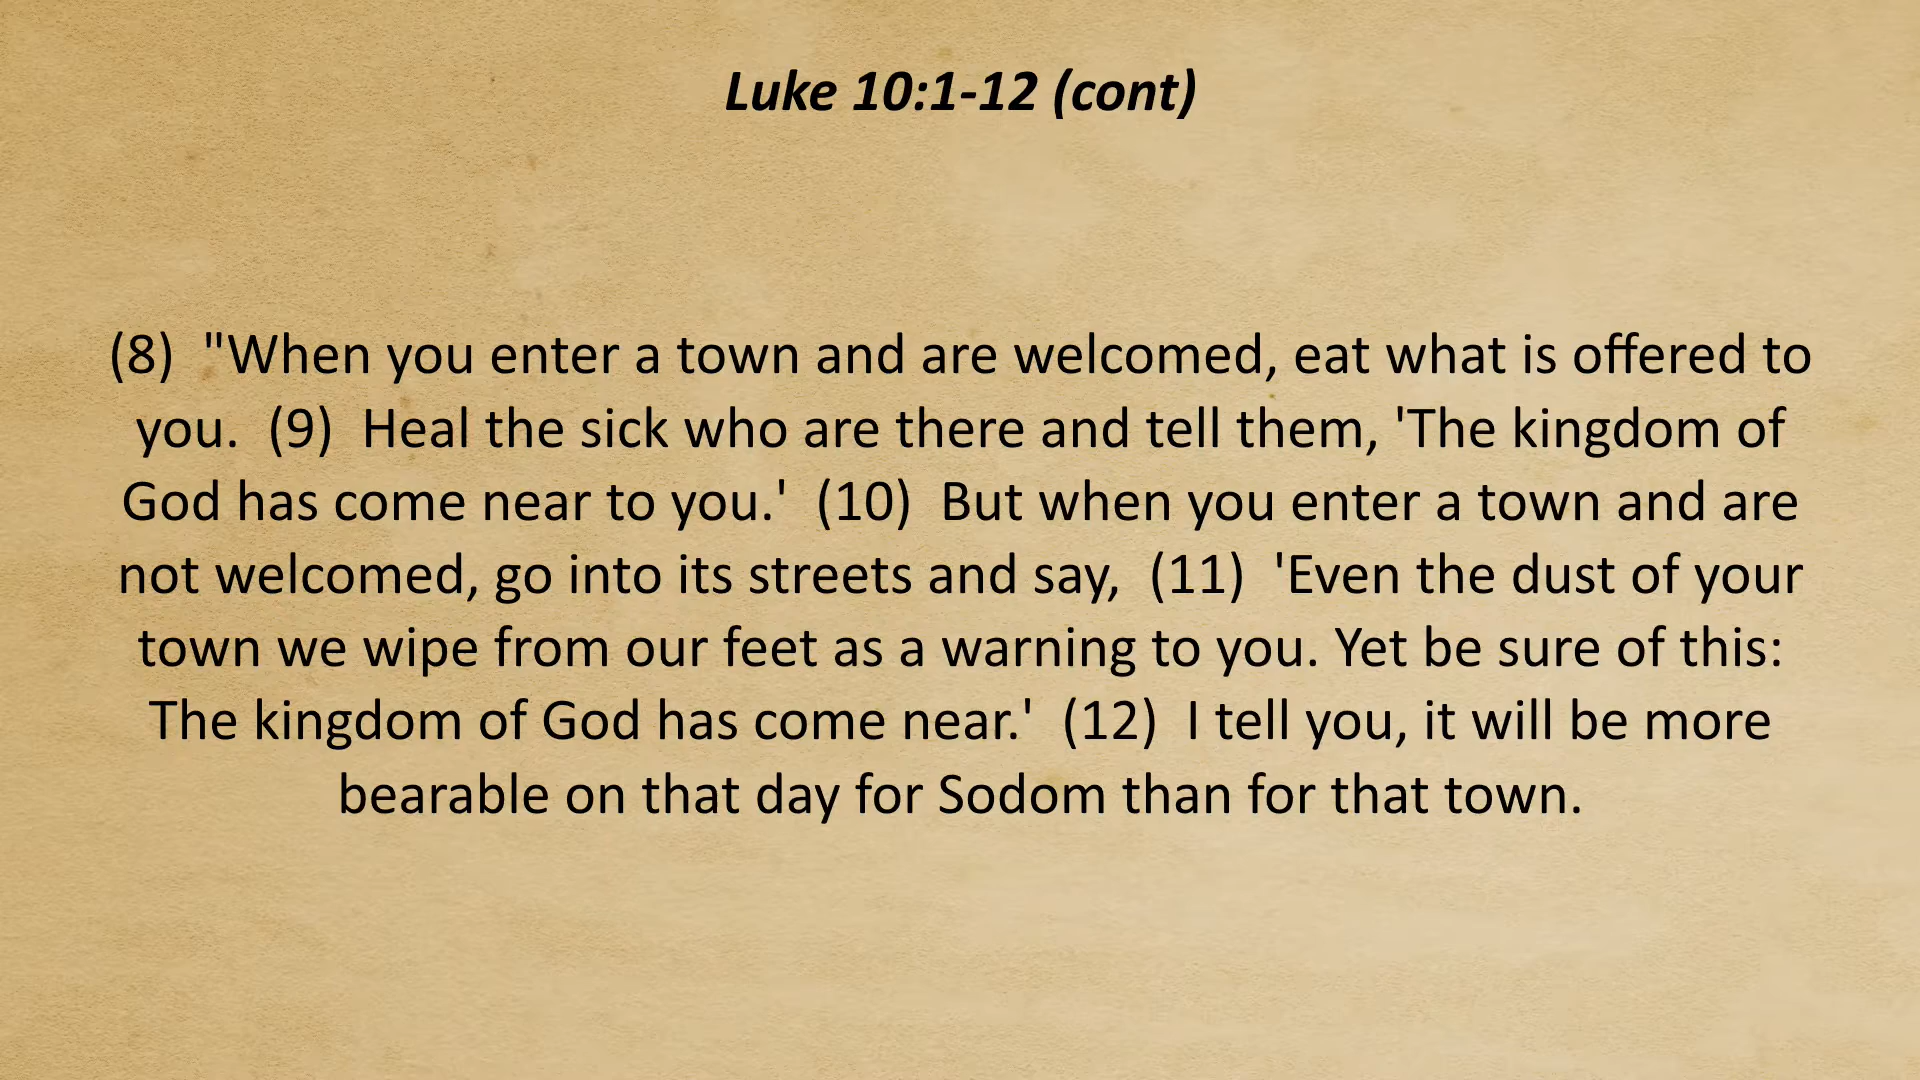 Luke 10:1-12 (cont)
(8)  "When you enter a town and are welcomed, eat what is offered to
you.  (9)  Heal the sick who are there and tell them, 'The kingdom of
God has come near to you.'  (10)  But when you enter a town and are
not welcomed, go into its streets and say,  (11)  'Even the dust of your
town we wipe from our feet as a warning to you. Yet be sure of this:
The kingdom of God has come near.'  (12)  I tell you, it will be more
bearable on that day for Sodom than for that town.